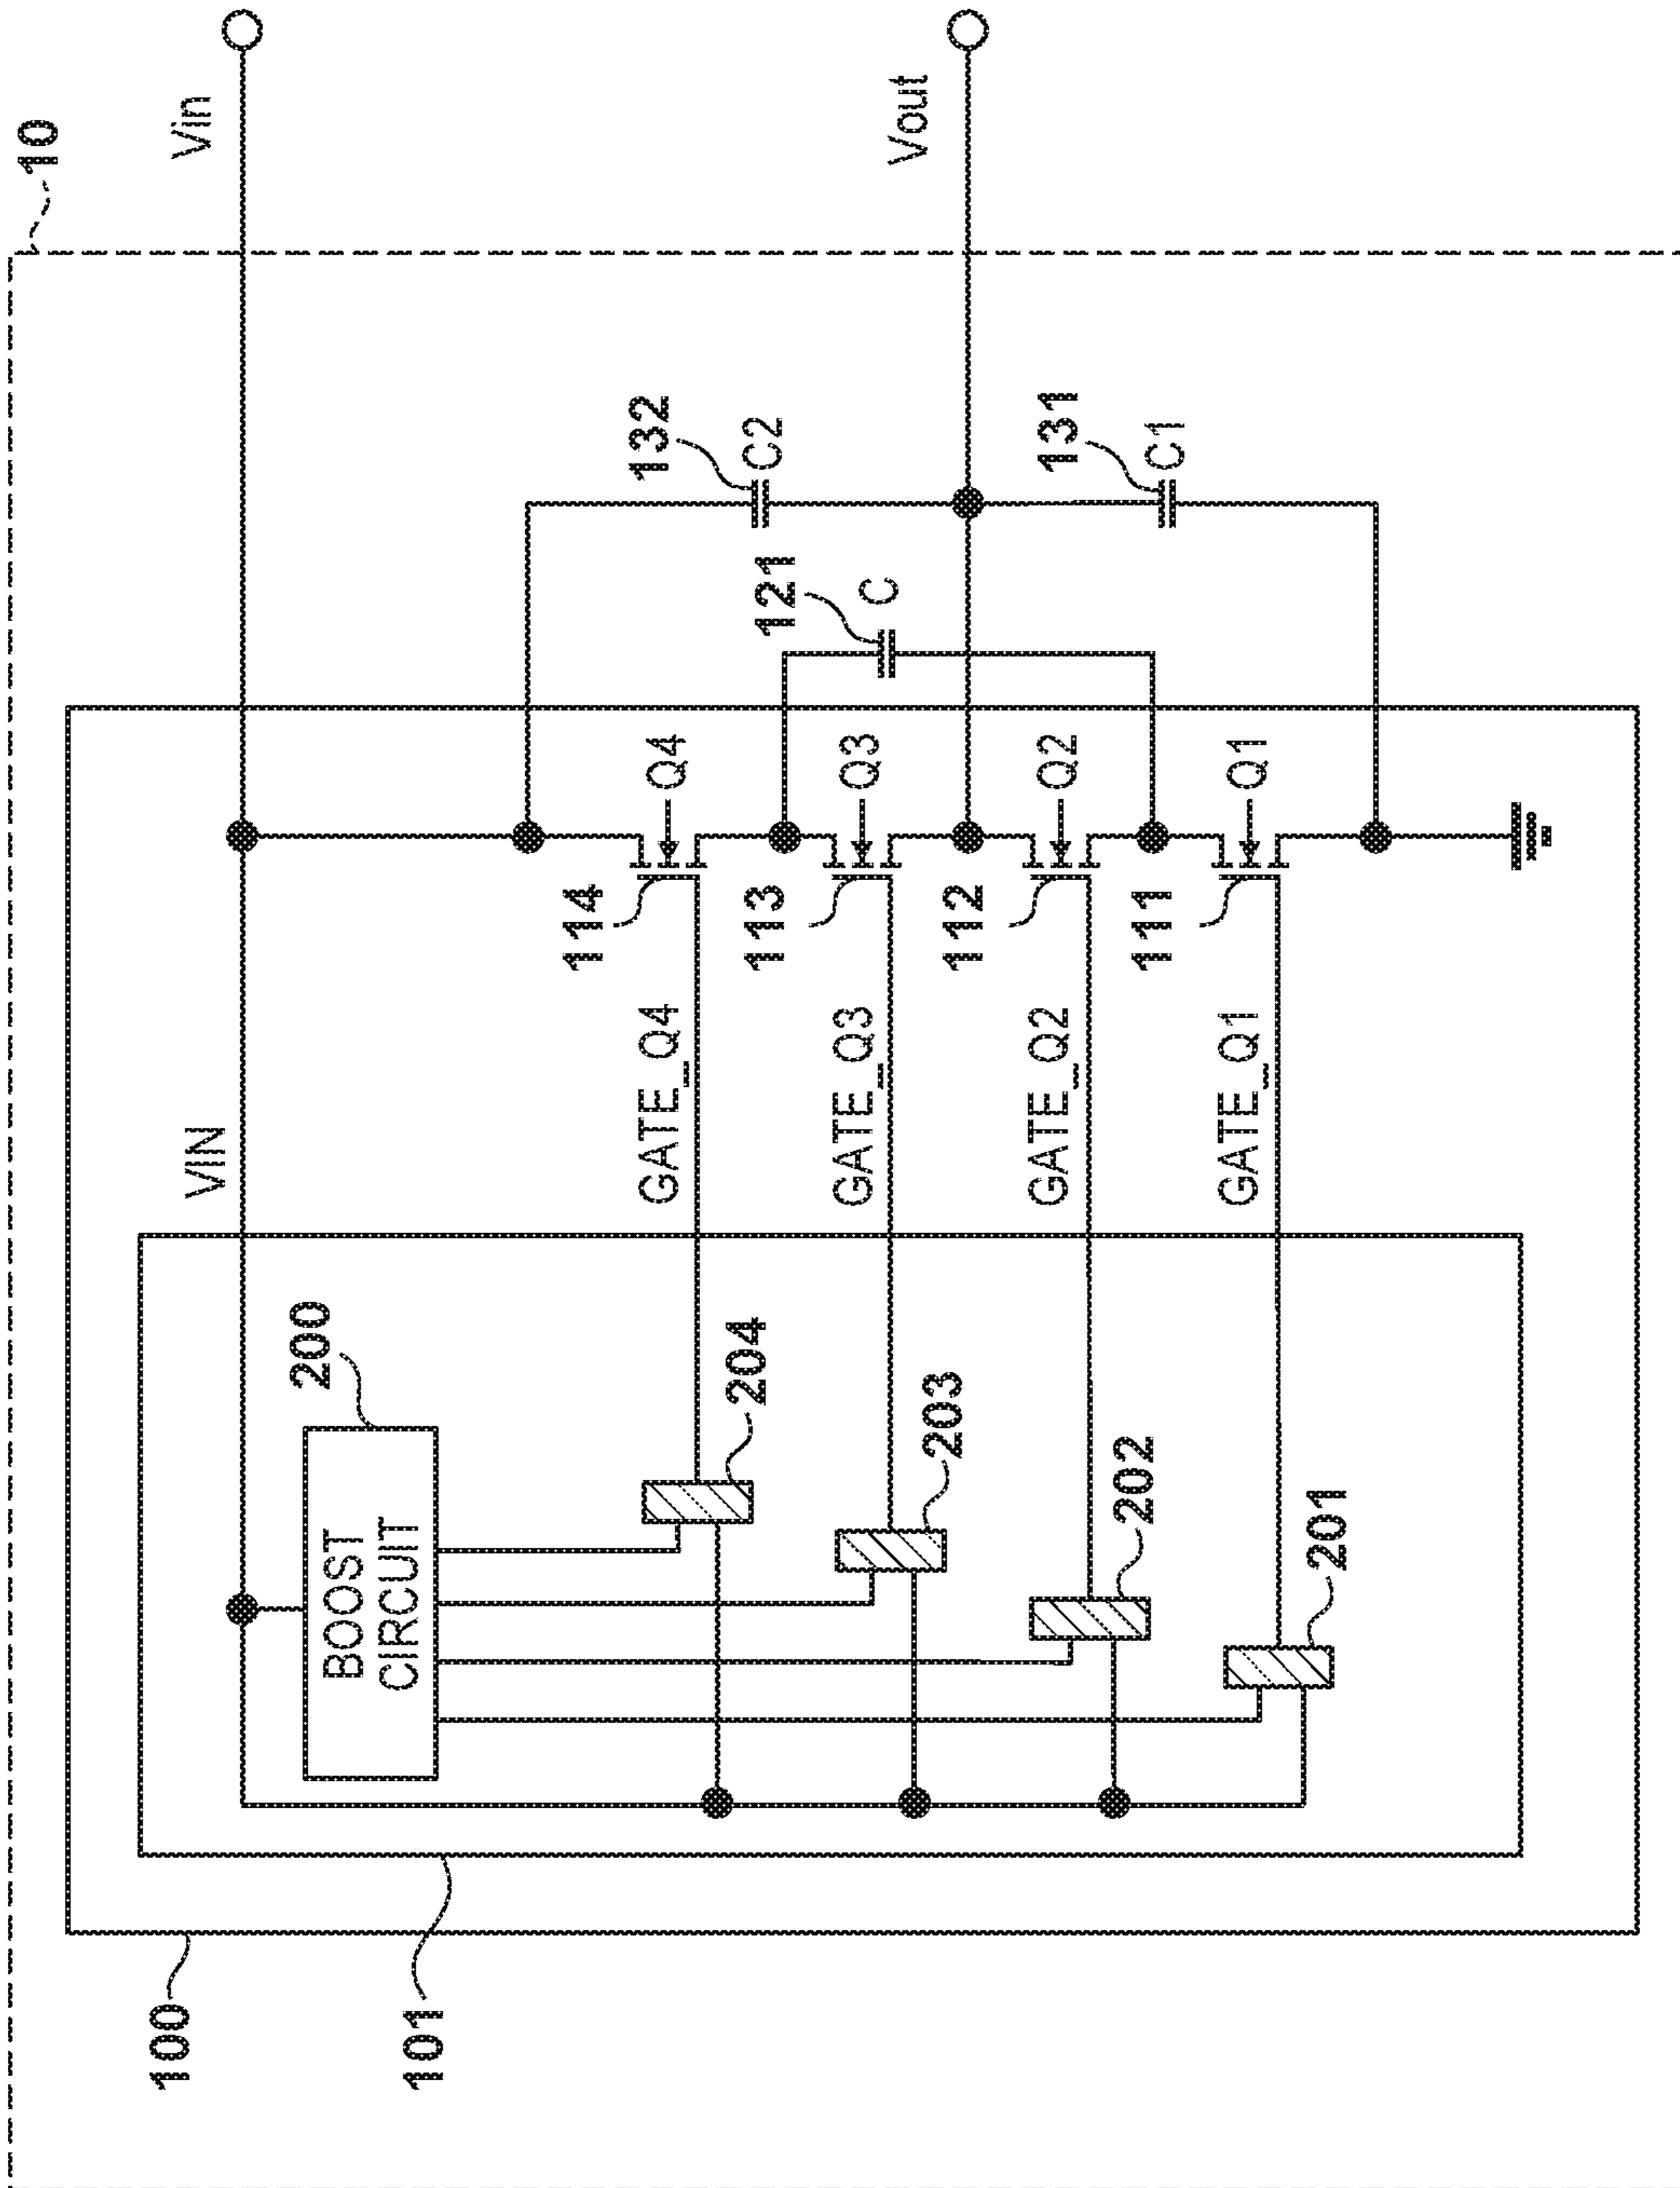 10
Vin
Vout
132
C2
131
C1
121
C
Q4
Q3
Q2
Q1
114
113
112
111
VIN
GATE_Q4
GATE_Q3
GATE_Q2
GATE_Q1
200
BOOST
CIRCUIT
204
203
202
201
100
101